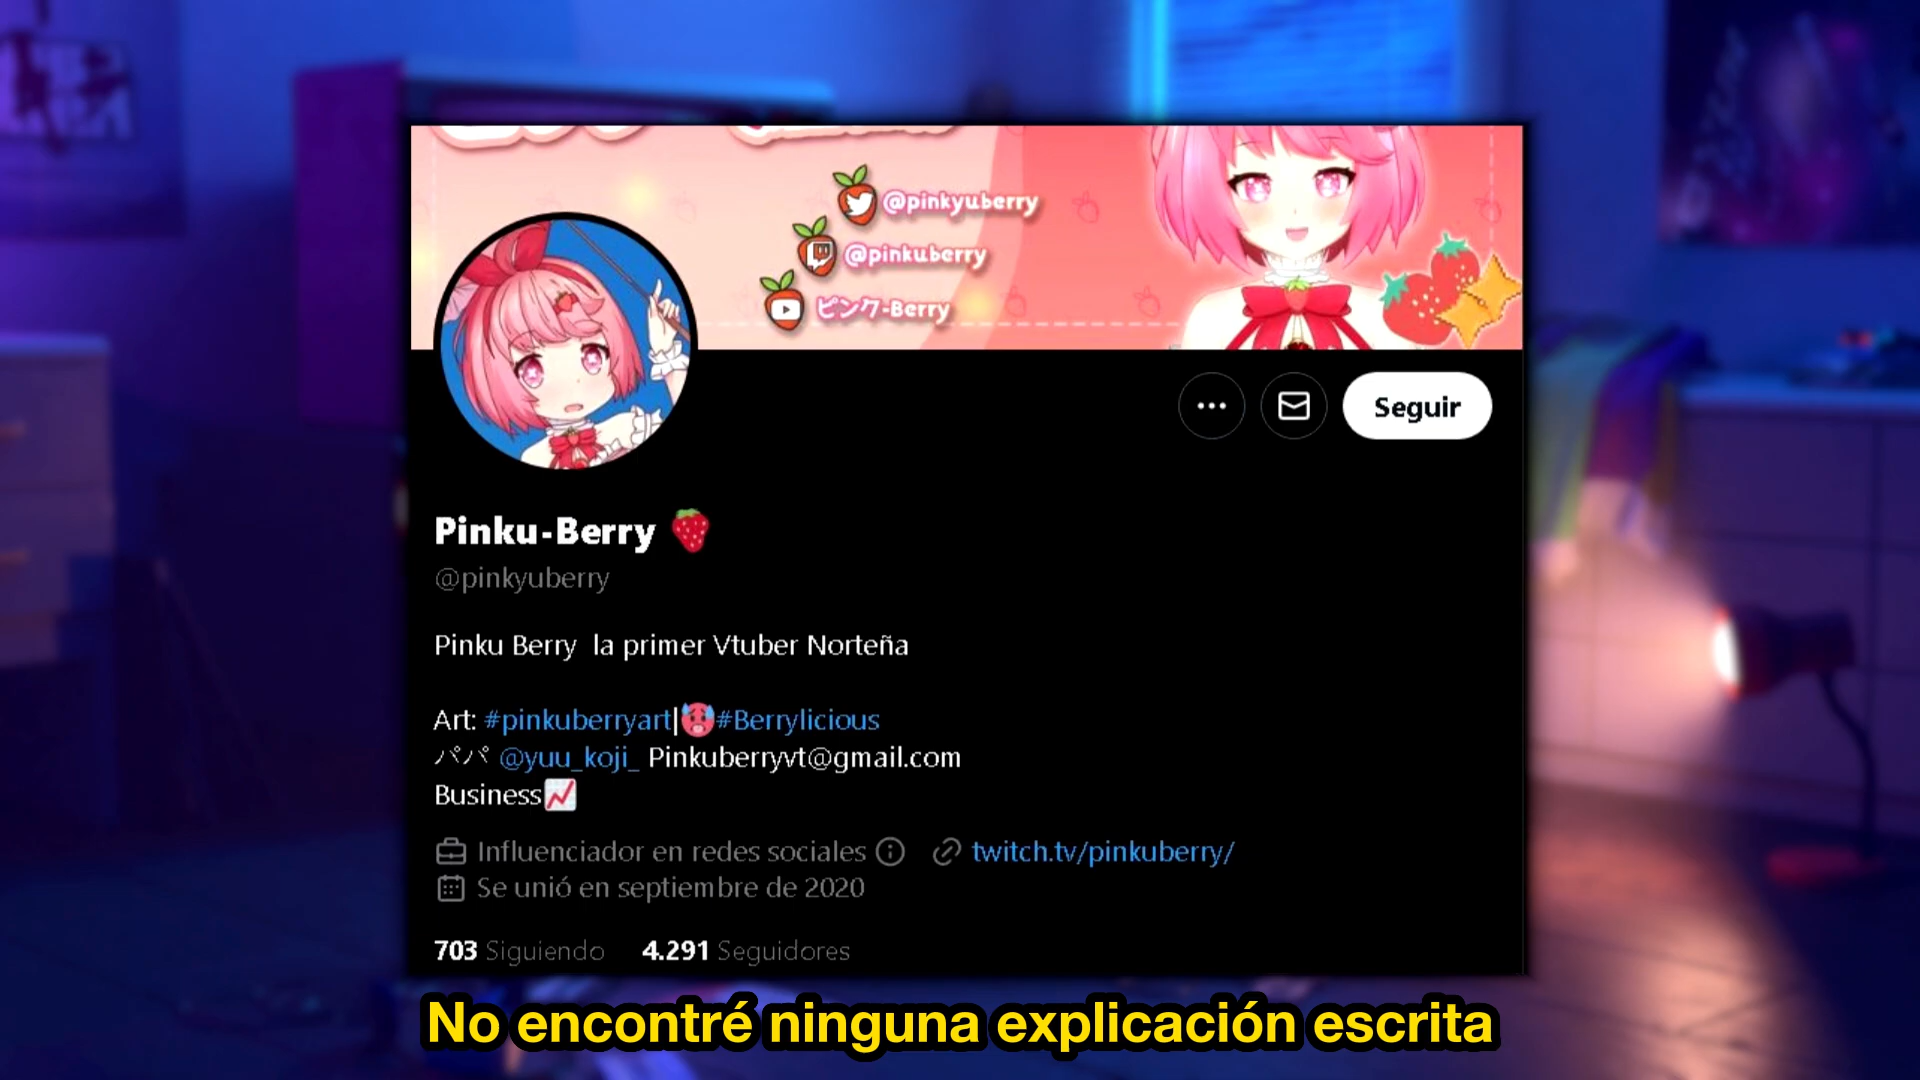 @pinkyuberry
@pinkuberry
ピンク-Berry
Seguir
Pinku-Berry 🍓
@pinkyuberry
Pinku Berry la primer Vtuber Norteña
Art: #pinkuberryart|🥵#Berrylicious
パパ @yuu_koji_ Pinkuberryvt@gmail.com
Business📈
Influenciador en redes sociales twitch.tv/pinkuberry/
Se unió en septiembre de 2020
703 Siguiendo 4.291 Seguidores
No encontré ninguna explicación escrita